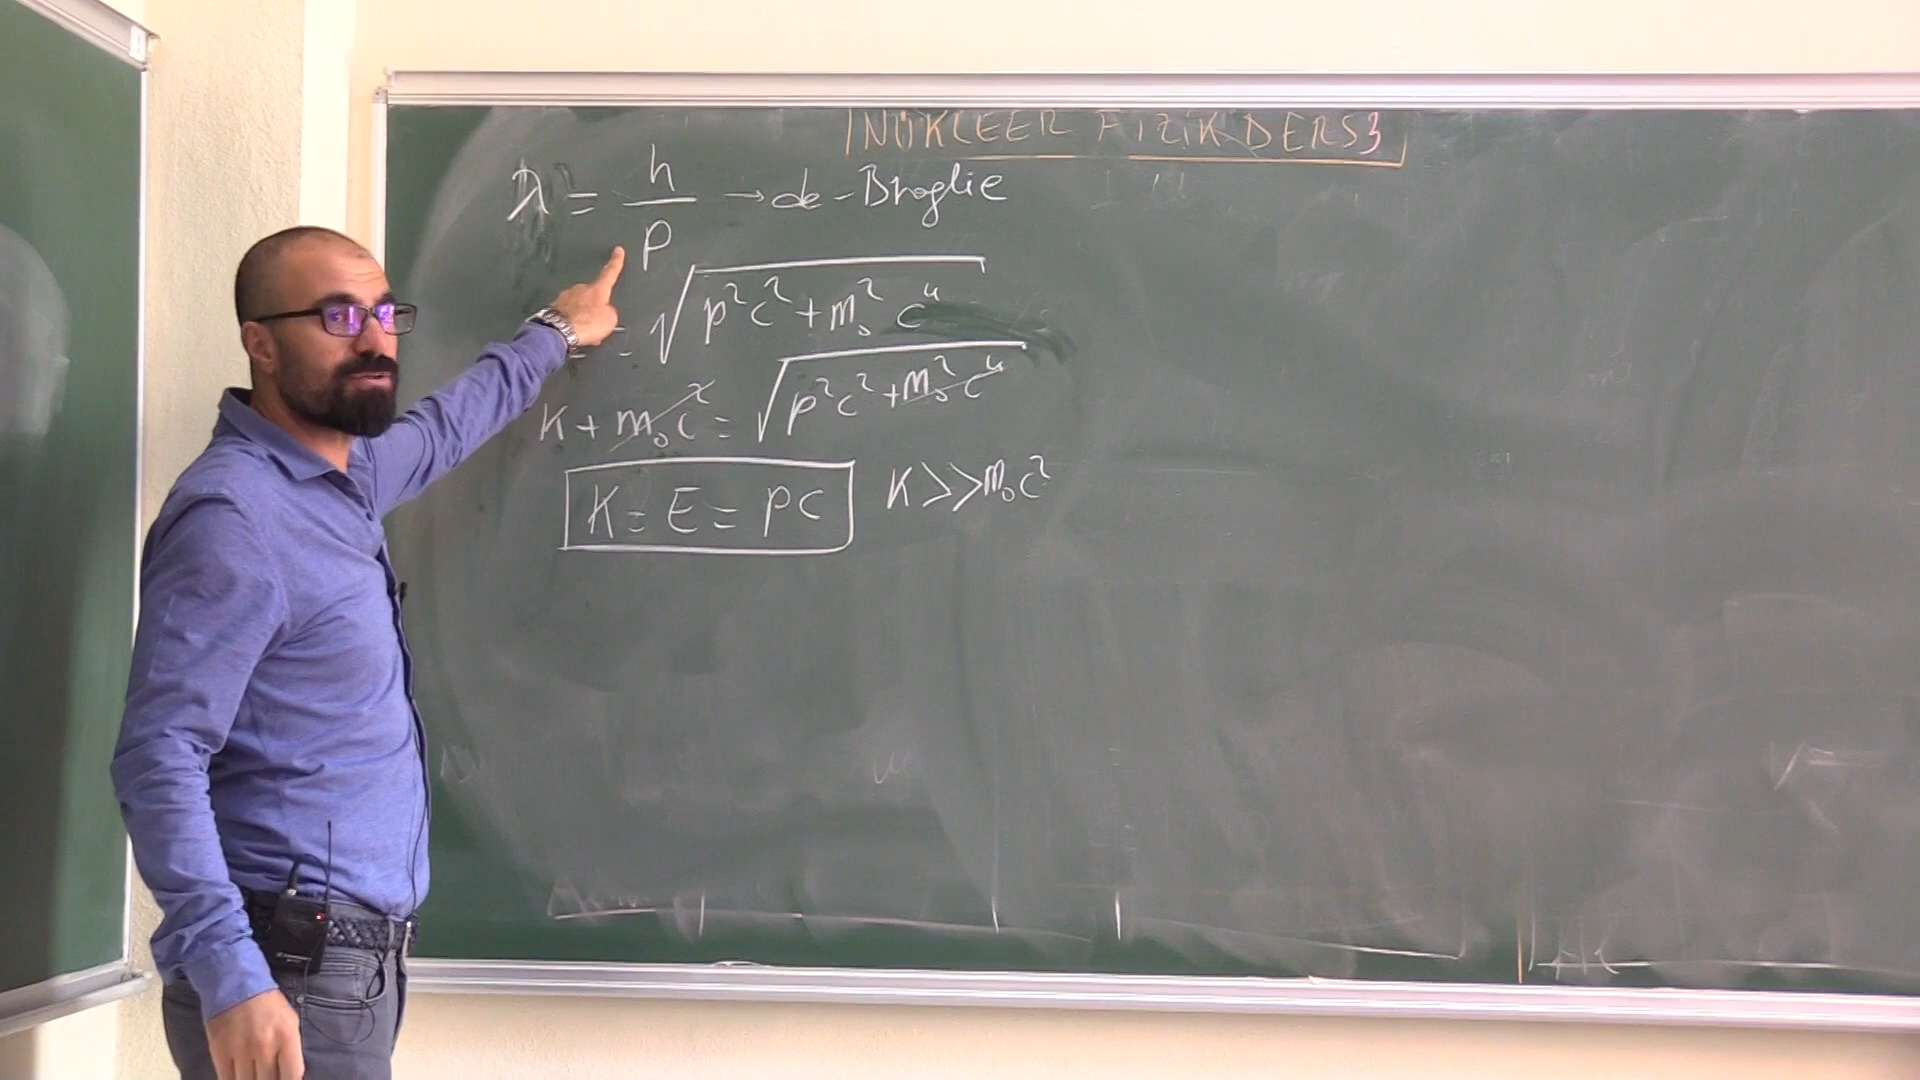 NÜKLEER FİZİK DERS3
λ = h/p → de-Broglie
= √(p²c² + m₀²c⁴)
K + m₀c² = √(p²c² + m₀²c⁴)
K = E = pc K >> m₀c²